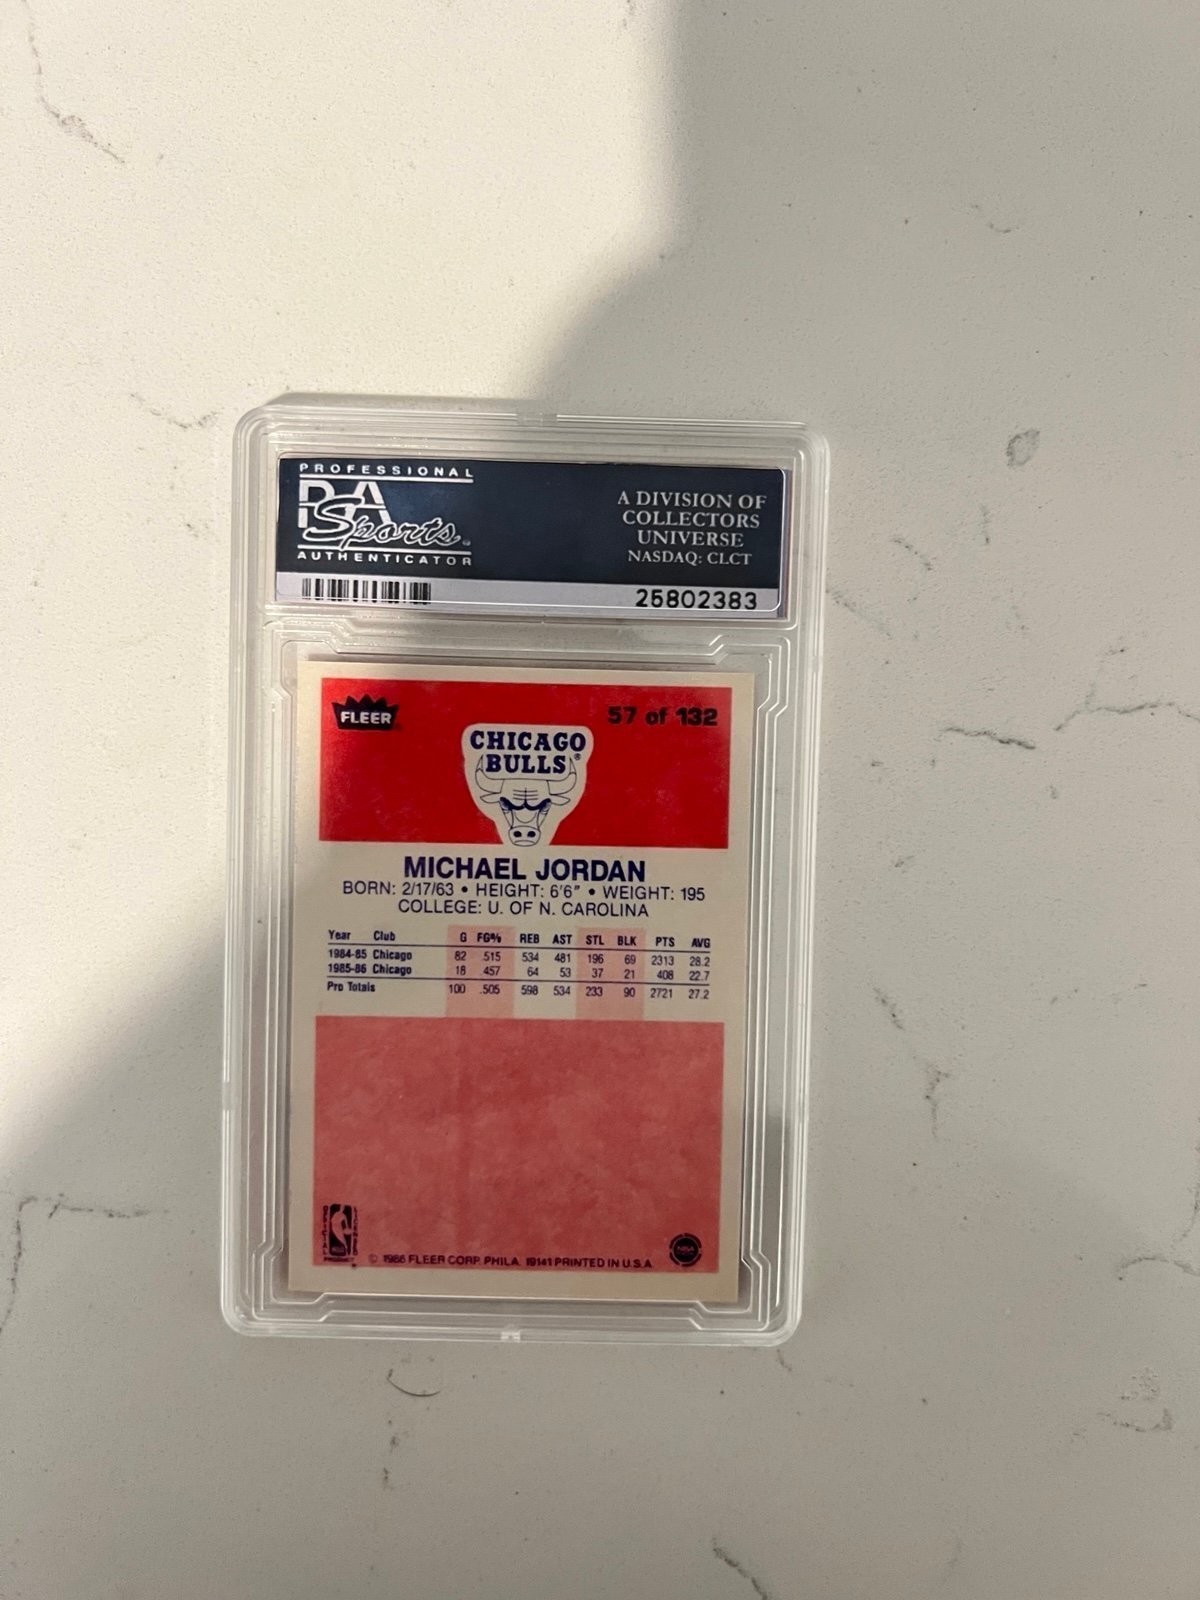 PROFESSIONAL
PSA
Sports
AUTHENTICATOR
A DIVISION OF
COLLECTORS
UNIVERSE
NASDAQ: CLCT
25802383
FLEER
57 of 132
CHICAGO
BULLS®
MICHAEL JORDAN
BORN: 2/17/63 • HEIGHT: 6'6" • WEIGHT: 195
COLLEGE: U. OF N. CAROLINA
Year Club G FG% REB AST STL BLK PTS AVG
1984-85 Chicago 82 .515 534 481 196 69 2313 28.2
1985-86 Chicago 18 .457 64 53 37 21 408 22.7
Pro Totals 100 .505 598 534 233 90 2721 27.2
PRODUCT
© 1986 FLEER CORP. PHILA. 19141 PRINTED IN U.S.A.